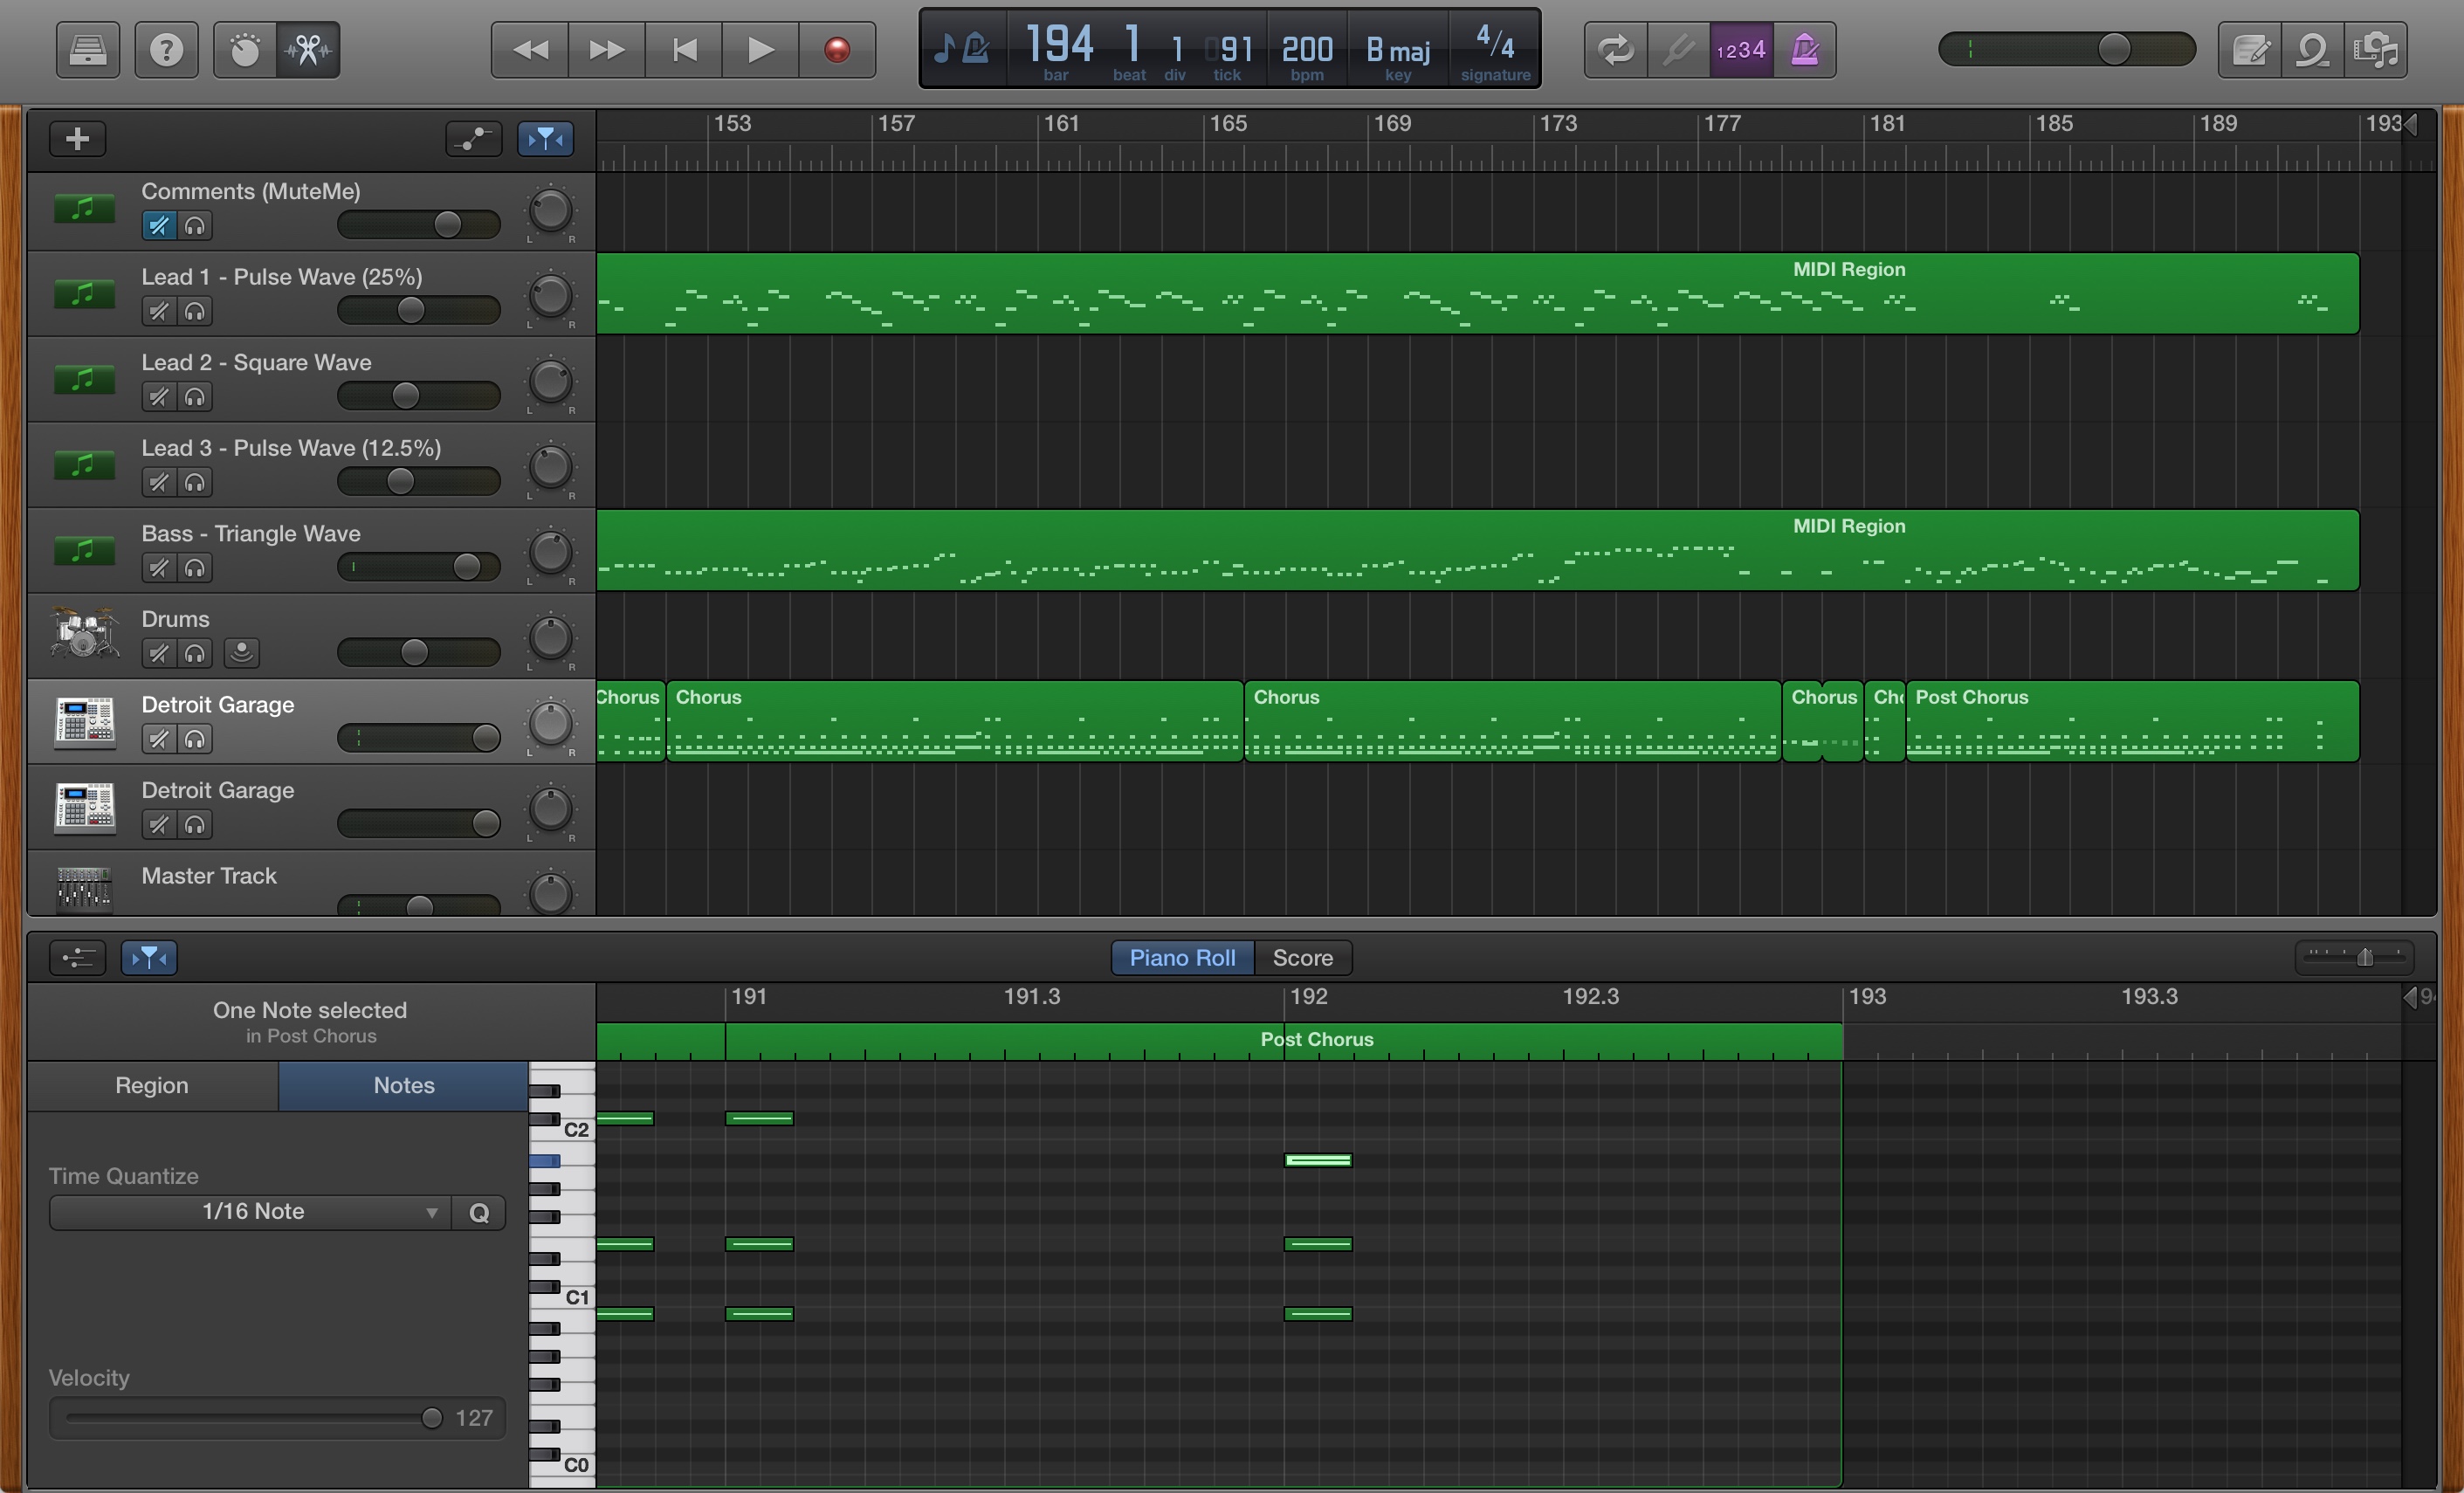 194 1 1 91 200 B maj 4/4
bar beat div tick bpm key signature
1234
153 157 161 165 169 173 177 181 185 189 193
Comments (MuteMe)
L R
Lead 1 - Pulse Wave (25%)
L R
MIDI Region
Lead 2 - Square Wave
L R
Lead 3 - Pulse Wave (12.5%)
L R
Bass - Triangle Wave
L R
MIDI Region
Drums
L R
Detroit Garage
L R
Chorus Chorus Chorus Chorus Cho Post Chorus
Detroit Garage
L R
Master Track
Piano Roll Score
One Note selected
in Post Chorus
191 191.3 192 192.3 193 193.3
Post Chorus
Region Notes
C2
Time Quantize
1/16 Note Q
C1
Velocity
127
C0